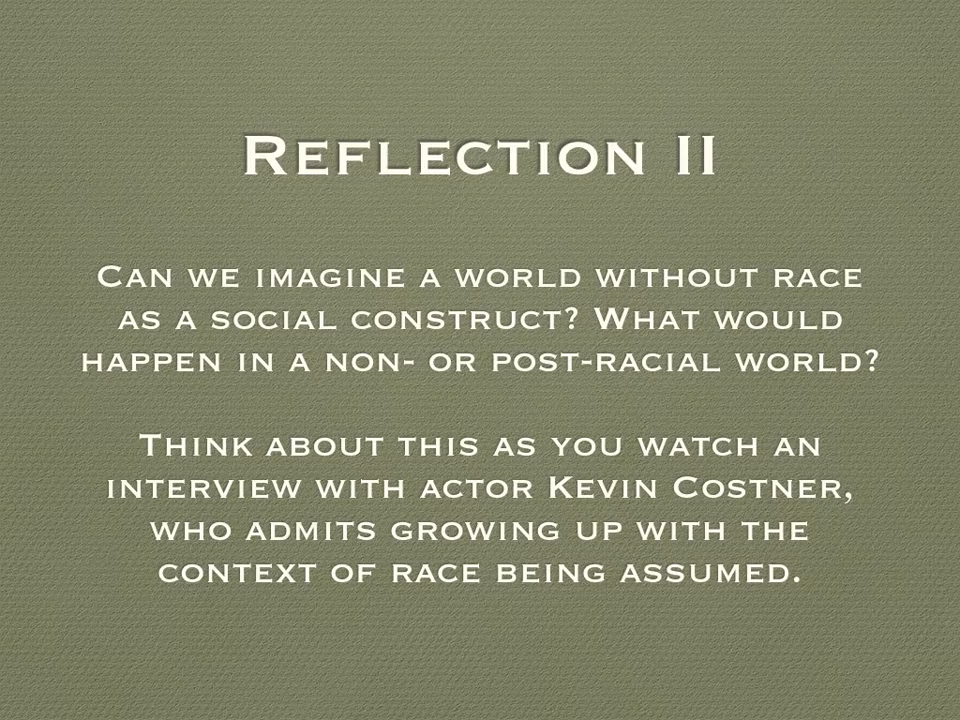 Reflection II
Can we imagine a world without race
as a social construct? What would
happen in a non- or post-racial world?
Think about this as you watch an
interview with actor Kevin Costner,
who admits growing up with the
context of race being assumed.